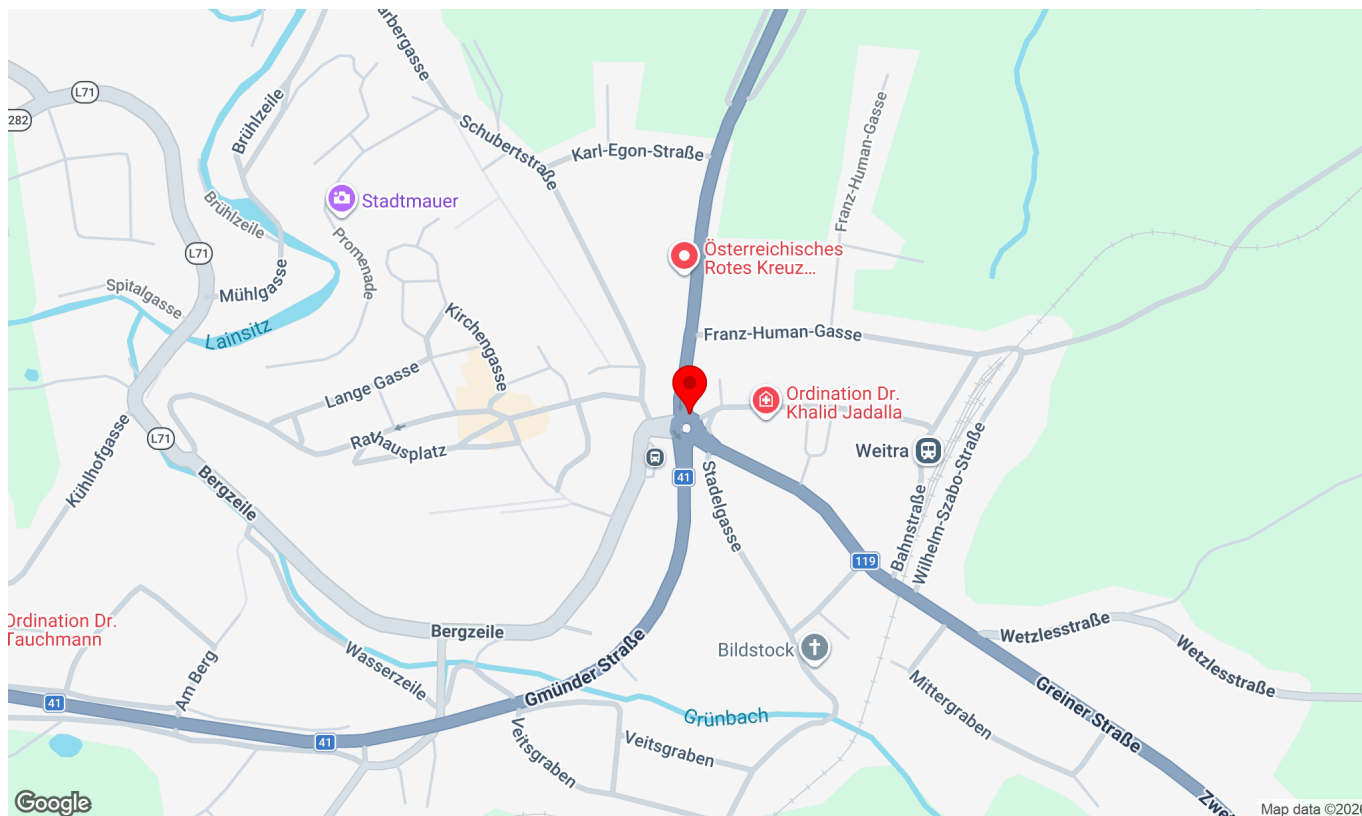 arbergasse
L71
282
Brühlzeile
Schubertstraße
Karl-Egon-Straße
Franz-Human-Gasse
Stadtmauer
Brühlzeile
Promenade
L71
Österreichisches
Rotes Kreuz...
Spitalgasse
Mühlgasse
Lainsitz
Kirchengasse
Franz-Human-Gasse
Lange Gasse
Ordination Dr.
Khalid Jadalla
L71
Rathausplatz
Weitra
Kühlhofgasse
Bergzeile
41
Stadelgasse
Bahnstraße
Wilhelm-Szabo-Straße
119
Ordination Dr.
Tauchmann
Bergzeile
Wetzlesstraße
Wetzlesstraße
Bildstock
Am Berg
Wasserzeile
Gmünder Straße
Mittergraben
Greiner Straße
41
Grünbach
41
Veitsgraben
Veitsgraben
Zwe
Google
Map data ©2026